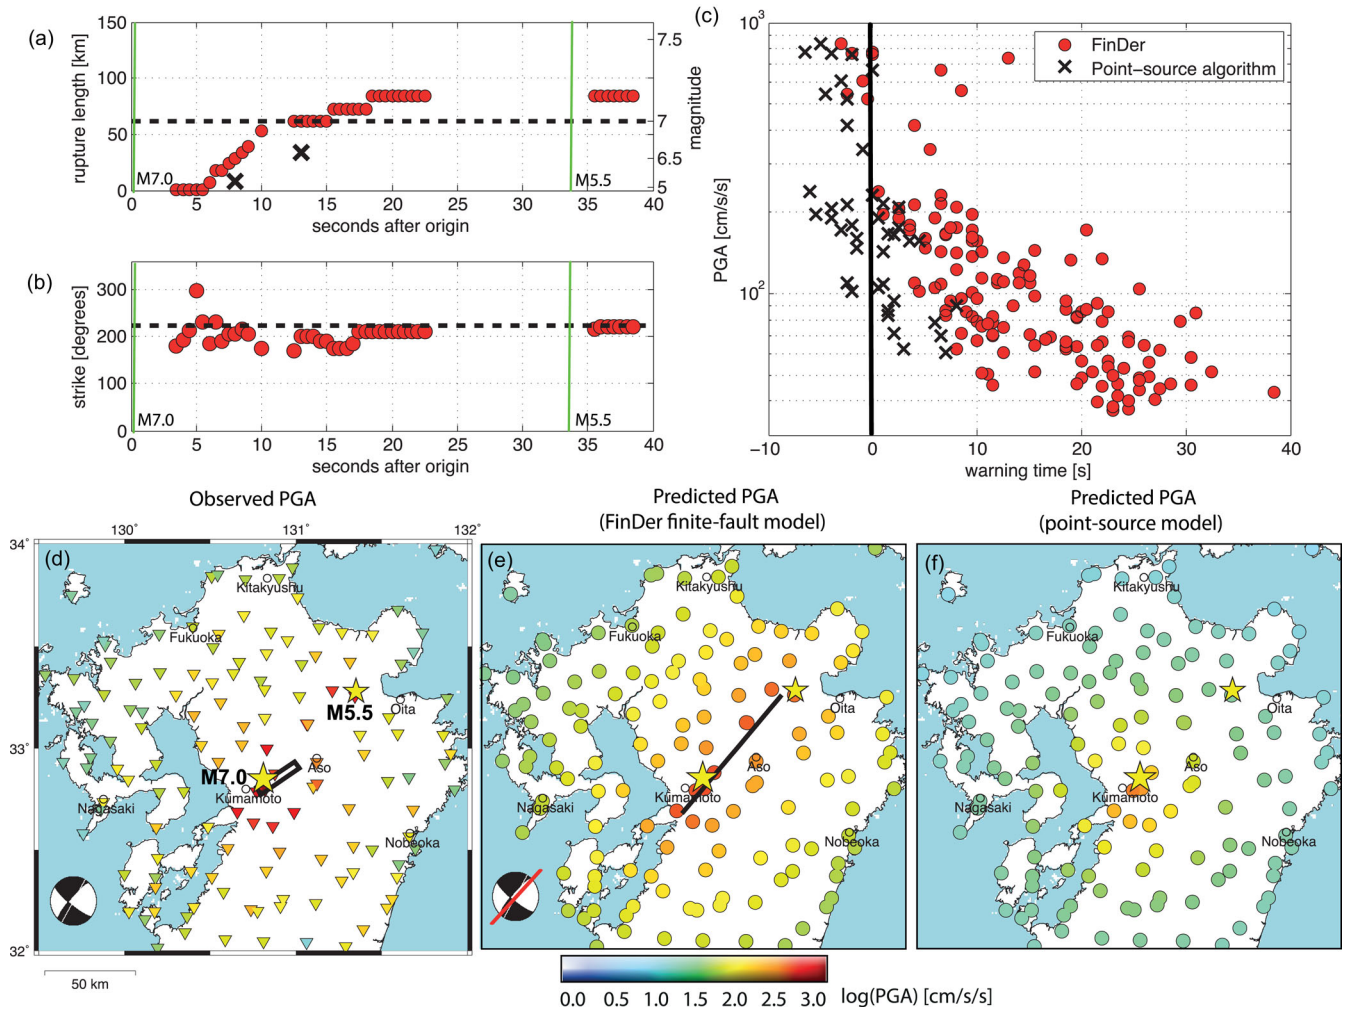 (a)
150
100
50
0
rupture length [km]
7.5
7
6.5
5
magnitude
M7.0
M5.5
0 5 10 15 20 25 30 35 40
seconds after origin
(b)
300
200
100
0
strike [degrees]
M7.0
M5.5
0 5 10 15 20 25 30 35 40
seconds after origin
(c)
10³
10²
PGA [cm/s/s]
FinDer
Point-source algorithm
−10 0 10 20 30 40
warning time [s]
Observed PGA
130° 131° 132°
34°
33°
32°
(d)
Kitakyushu
Fukuoka
M5.5
Oita
M7.0
Aso
Kumamoto
Nagasaki
Nobeoka
50 km
Predicted PGA
(FinDer finite-fault model)
(e)
Kitakyushu
Fukuoka
Oita
Aso
Kumamoto
Nagasaki
Nobeoka
Predicted PGA
(point-source model)
(f)
Kitakyushu
Fukuoka
Oita
Aso
Kumamoto
Nagasaki
Nobeoka
0.0 0.5 1.0 1.5 2.0 2.5 3.0
log(PGA) [cm/s/s]